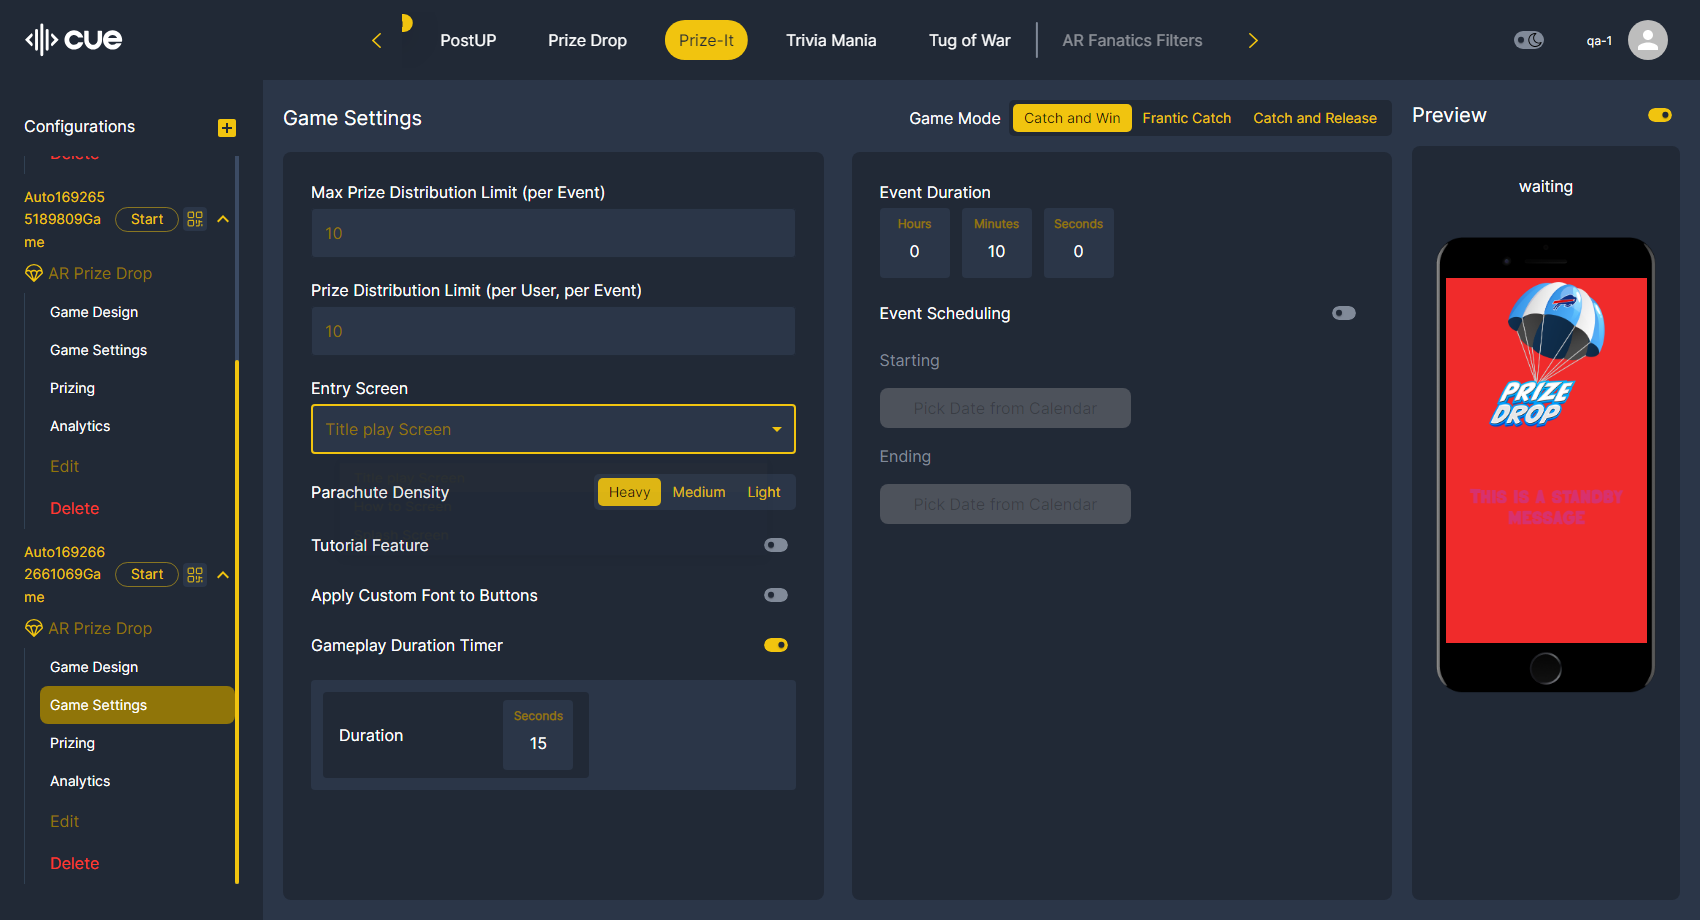 cue
PostUP
Prize Drop
Prize-It
Trivia Mania
Tug of War
AR Fanatics Filters
qa-1
Configurations
Delete
Auto169265
5189809Ga
me
Start
AR Prize Drop
Game Design
Game Settings
Prizing
Analytics
Edit
Delete
Auto169266
2661069Ga
me
Start
AR Prize Drop
Game Design
Game Settings
Prizing
Analytics
Edit
Delete
Game Settings
Game Mode
Catch and Win
Frantic Catch
Catch and Release
Max Prize Distribution Limit (per Event)
10
Prize Distribution Limit (per User, per Event)
10
Entry Screen
Title play Screen
Parachute Density
Heavy
Medium
Light
Tutorial Feature
Apply Custom Font to Buttons
Gameplay Duration Timer
Duration
Seconds
15
Event Duration
Hours
0
Minutes
10
Seconds
0
Event Scheduling
Starting
Pick Date from Calendar
Ending
Pick Date from Calendar
Preview
waiting
PRIZE
DROP
THIS IS A STANDBY
MESSAGE